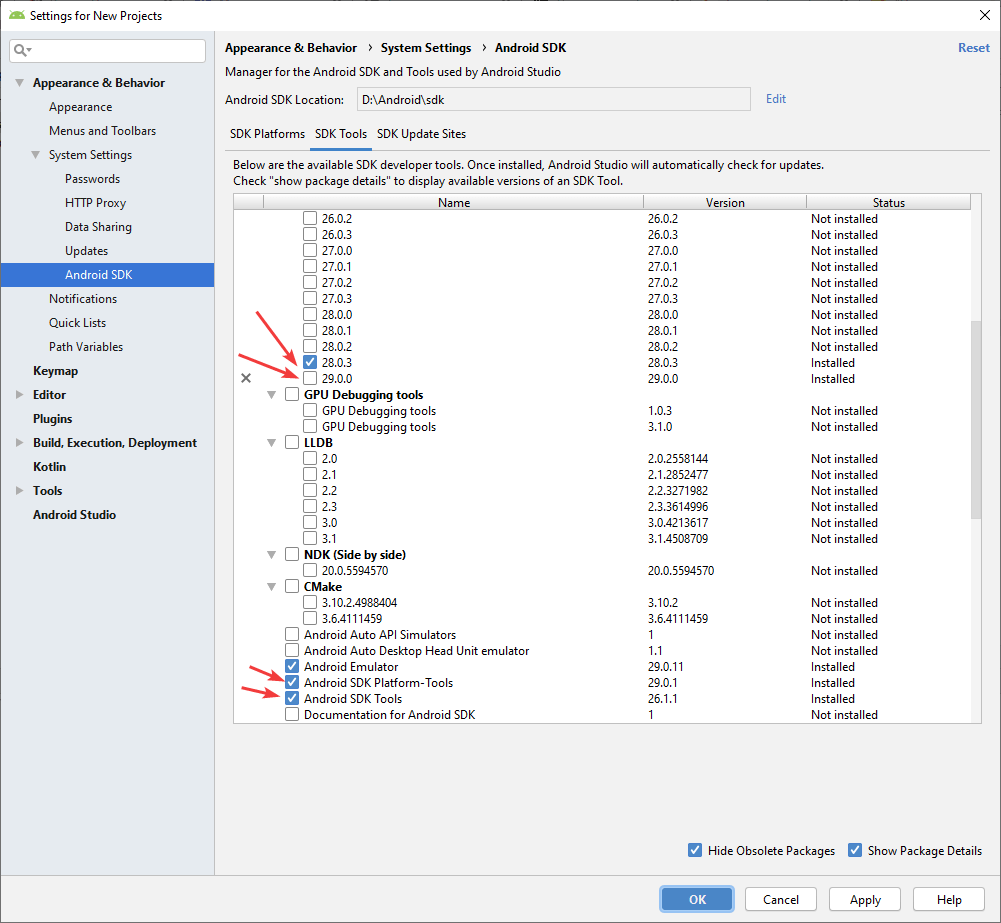 Settings for New Projects
Appearance & Behavior
Appearance
Menus and Toolbars
System Settings
Passwords
HTTP Proxy
Data Sharing
Updates
Android SDK
Notifications
Quick Lists
Path Variables
Keymap
Editor
Plugins
Build, Execution, Deployment
Kotlin
Tools
Android Studio
Appearance & Behavior › System Settings › Android SDK Reset
Manager for the Android SDK and Tools used by Android Studio
Android SDK Location: D:\Android\sdk Edit
SDK Platforms SDK Tools SDK Update Sites
Below are the available SDK developer tools. Once installed, Android Studio will automatically check for updates.
Check "show package details" to display available versions of an SDK Tool.
Name Version Status
26.0.2 26.0.2 Not installed
26.0.3 26.0.3 Not installed
27.0.0 27.0.0 Not installed
27.0.1 27.0.1 Not installed
27.0.2 27.0.2 Not installed
27.0.3 27.0.3 Not installed
28.0.0 28.0.0 Not installed
28.0.1 28.0.1 Not installed
28.0.2 28.0.2 Not installed
28.0.3 28.0.3 Installed
29.0.0 29.0.0 Installed
GPU Debugging tools
GPU Debugging tools 1.0.3 Not installed
GPU Debugging tools 3.1.0 Not installed
LLDB
2.0 2.0.2558144 Not installed
2.1 2.1.2852477 Not installed
2.2 2.2.3271982 Not installed
2.3 2.3.3614996 Not installed
3.0 3.0.4213617 Not installed
3.1 3.1.4508709 Not installed
NDK (Side by side)
20.0.5594570 20.0.5594570 Not installed
CMake
3.10.2.4988404 3.10.2 Not installed
3.6.4111459 3.6.4111459 Not installed
Android Auto API Simulators 1 Not installed
Android Auto Desktop Head Unit emulator 1.1 Not installed
Android Emulator 29.0.11 Installed
Android SDK Platform-Tools 29.0.1 Installed
Android SDK Tools 26.1.1 Installed
Documentation for Android SDK 1 Not installed
Hide Obsolete Packages Show Package Details
OK Cancel Apply Help